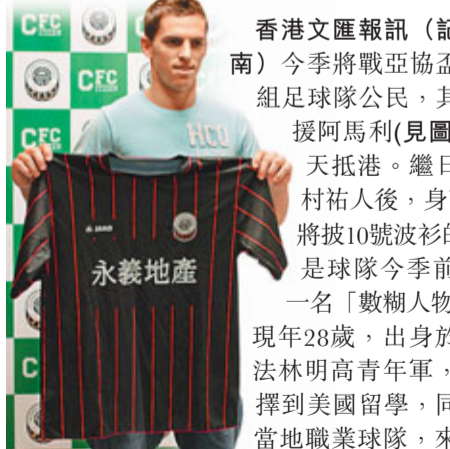 香港文匯報訊（記
南）今季將戰亞協盃
組足球隊公民，其
援阿馬利(見圖
天抵港。繼日
村祐人後，身
將披10號波衫的
是球隊今季前
一名「數糊人物
現年28歲，出身於
法林明高青年軍，
擇到美國留學，同
當地職業球隊，來
CFC
CITIZEN
CFC
CITIZEN
CFC
HCO
JAKO
永義地產